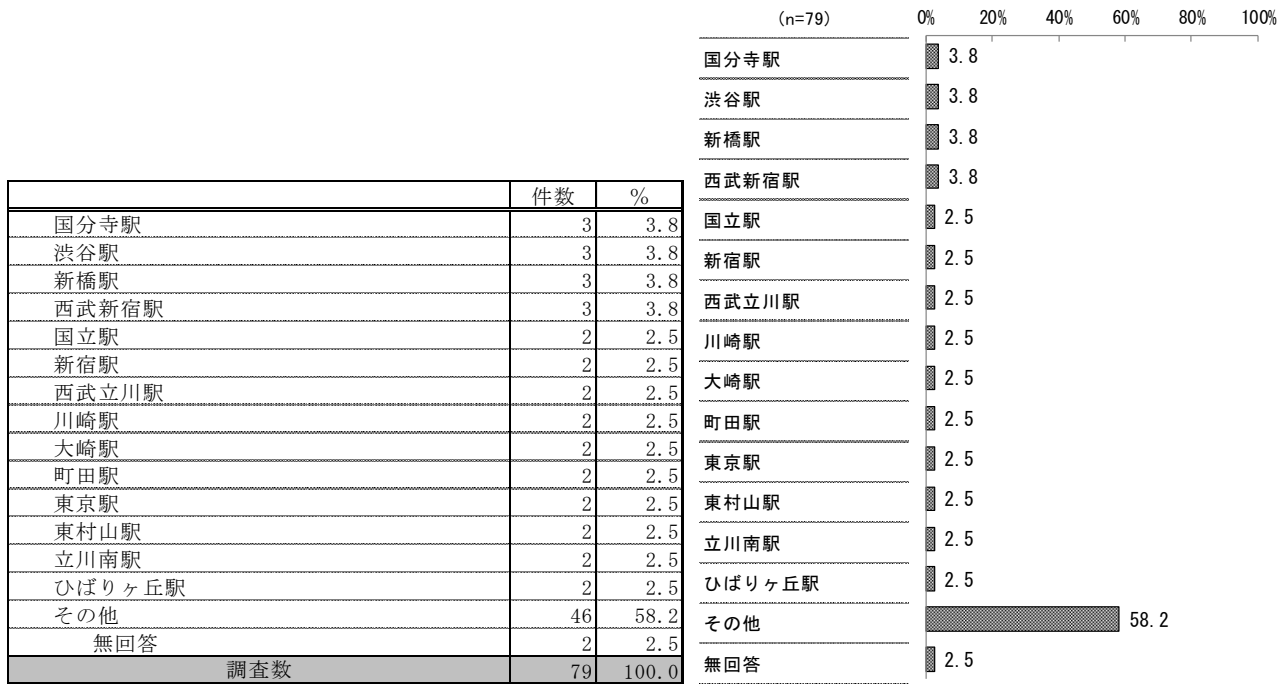 件数 %
国分寺駅 3 3.8
渋谷駅 3 3.8
新橋駅 3 3.8
西武新宿駅 3 3.8
国立駅 2 2.5
新宿駅 2 2.5
西武立川駅 2 2.5
川崎駅 2 2.5
大崎駅 2 2.5
町田駅 2 2.5
東京駅 2 2.5
東村山駅 2 2.5
立川南駅 2 2.5
ひばりヶ丘駅 2 2.5
その他 46 58.2
無回答 2 2.5
調査数 79 100.0
(n=79) 0% 20% 40% 60% 80% 100%
国分寺駅 3.8
渋谷駅 3.8
新橋駅 3.8
西武新宿駅 3.8
国立駅 2.5
新宿駅 2.5
西武立川駅 2.5
川崎駅 2.5
大崎駅 2.5
町田駅 2.5
東京駅 2.5
東村山駅 2.5
立川南駅 2.5
ひばりヶ丘駅 2.5
その他 58.2
無回答 2.5